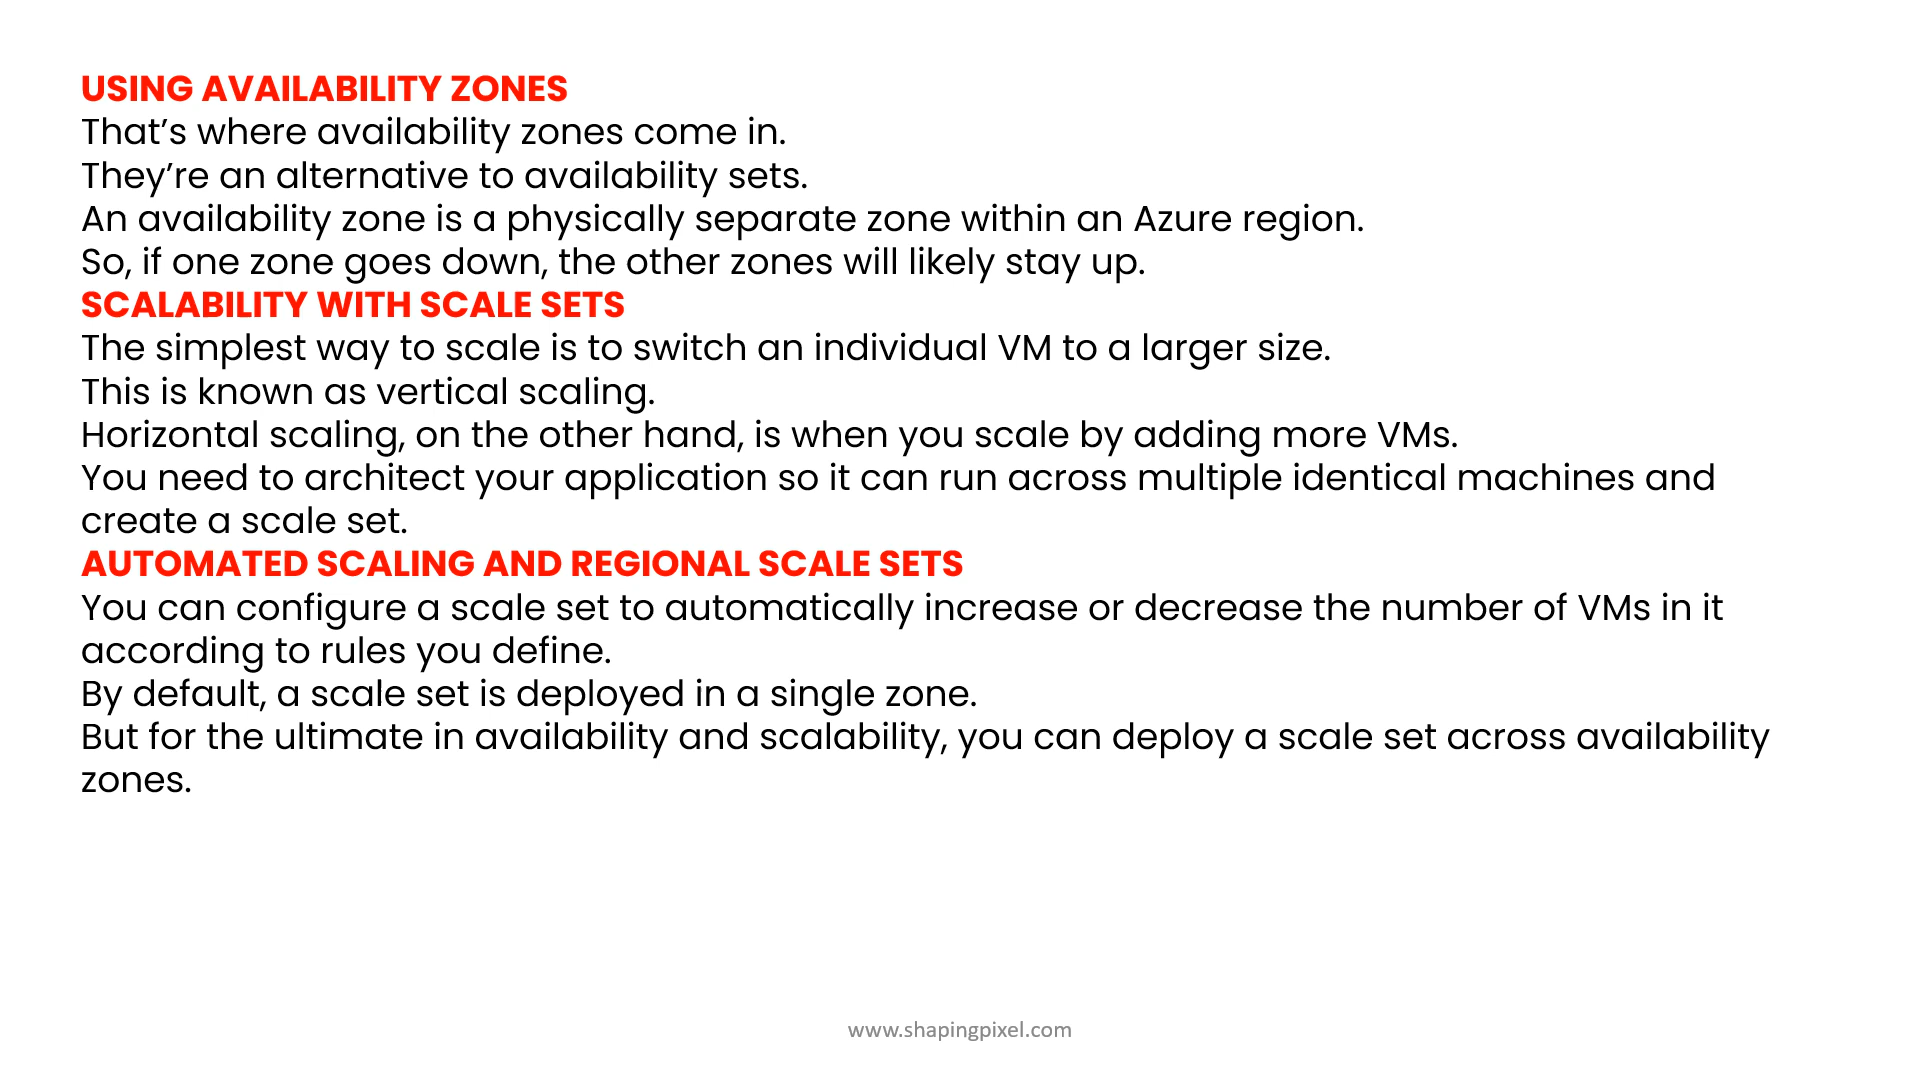 USING AVAILABILITY ZONES
That’s where availability zones come in.
They’re an alternative to availability sets.
An availability zone is a physically separate zone within an Azure region.
So, if one zone goes down, the other zones will likely stay up.
SCALABILITY WITH SCALE SETS
The simplest way to scale is to switch an individual VM to a larger size.
This is known as vertical scaling.
Horizontal scaling, on the other hand, is when you scale by adding more VMs.
You need to architect your application so it can run across multiple identical machines and
create a scale set.
AUTOMATED SCALING AND REGIONAL SCALE SETS
You can configure a scale set to automatically increase or decrease the number of VMs in it
according to rules you define.
By default, a scale set is deployed in a single zone.
But for the ultimate in availability and scalability, you can deploy a scale set across availability
zones.
www.shapingpixel.com